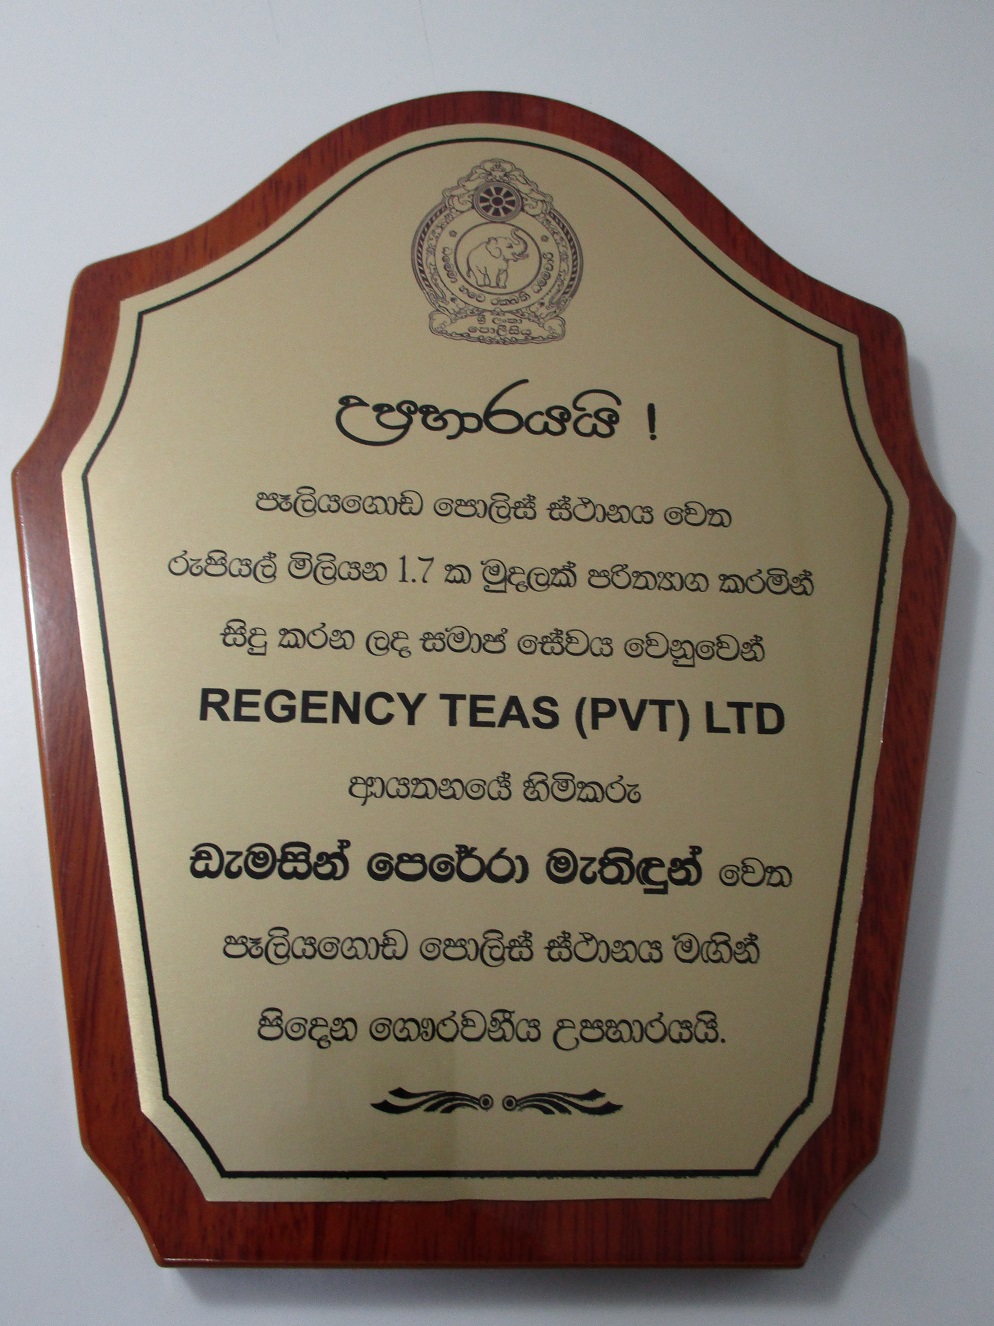 ශ්‍රී ලංකා
පොලිසිය
උපහාරයයි !
පෑලියගොඩ පොලිස් ස්ථානය වෙත
රුපියල් මිලියන 1.7 ක මුදලක් පරිත්‍යාග කරමින්
සිදු කරන ලද සමාජ සේවය වෙනුවෙන්
REGENCY TEAS (PVT) LTD
ආයතනයේ හිමිකරු
ඩැමසින් පෙරේරා මැතිඳුන් වෙත
පෑලියගොඩ පොලිස් ස්ථානය මඟින්
පිදෙන ගෞරවනීය උපහාරයයි.